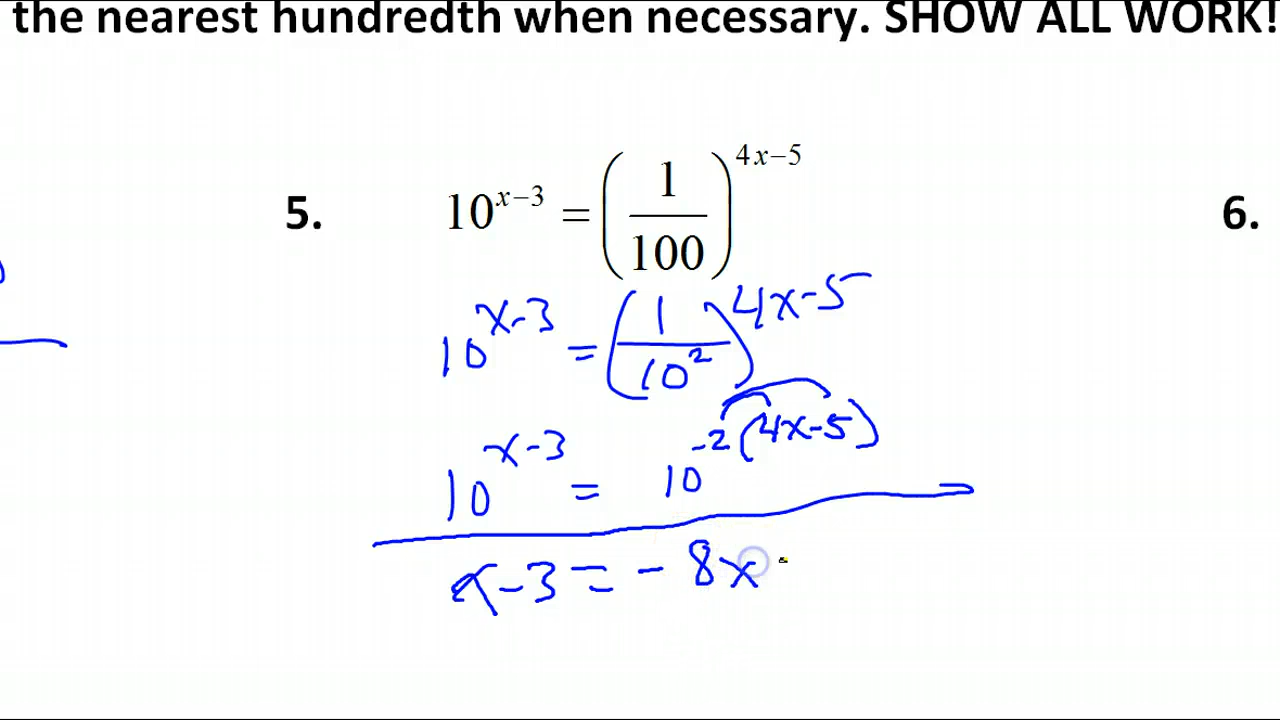 the nearest hundredth when necessary. SHOW ALL WORK!
5. 10^{x-3} = (1/100)^{4x-5} 6.
10^{x-3} = (1/10^2)^{4x-5}
10^{x-3} = 10^{-2(4x-5)}
x-3 = -8x